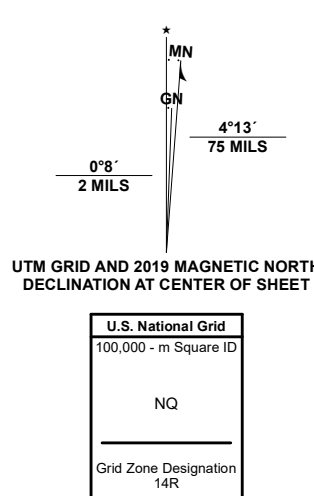 ★
MN
GN
4°13´
75 MILS
0°8´
2 MILS
UTM GRID AND 2019 MAGNETIC NORTH
DECLINATION AT CENTER OF SHEET
U.S. National Grid
100,000 - m Square ID
NQ
Grid Zone Designation
14R